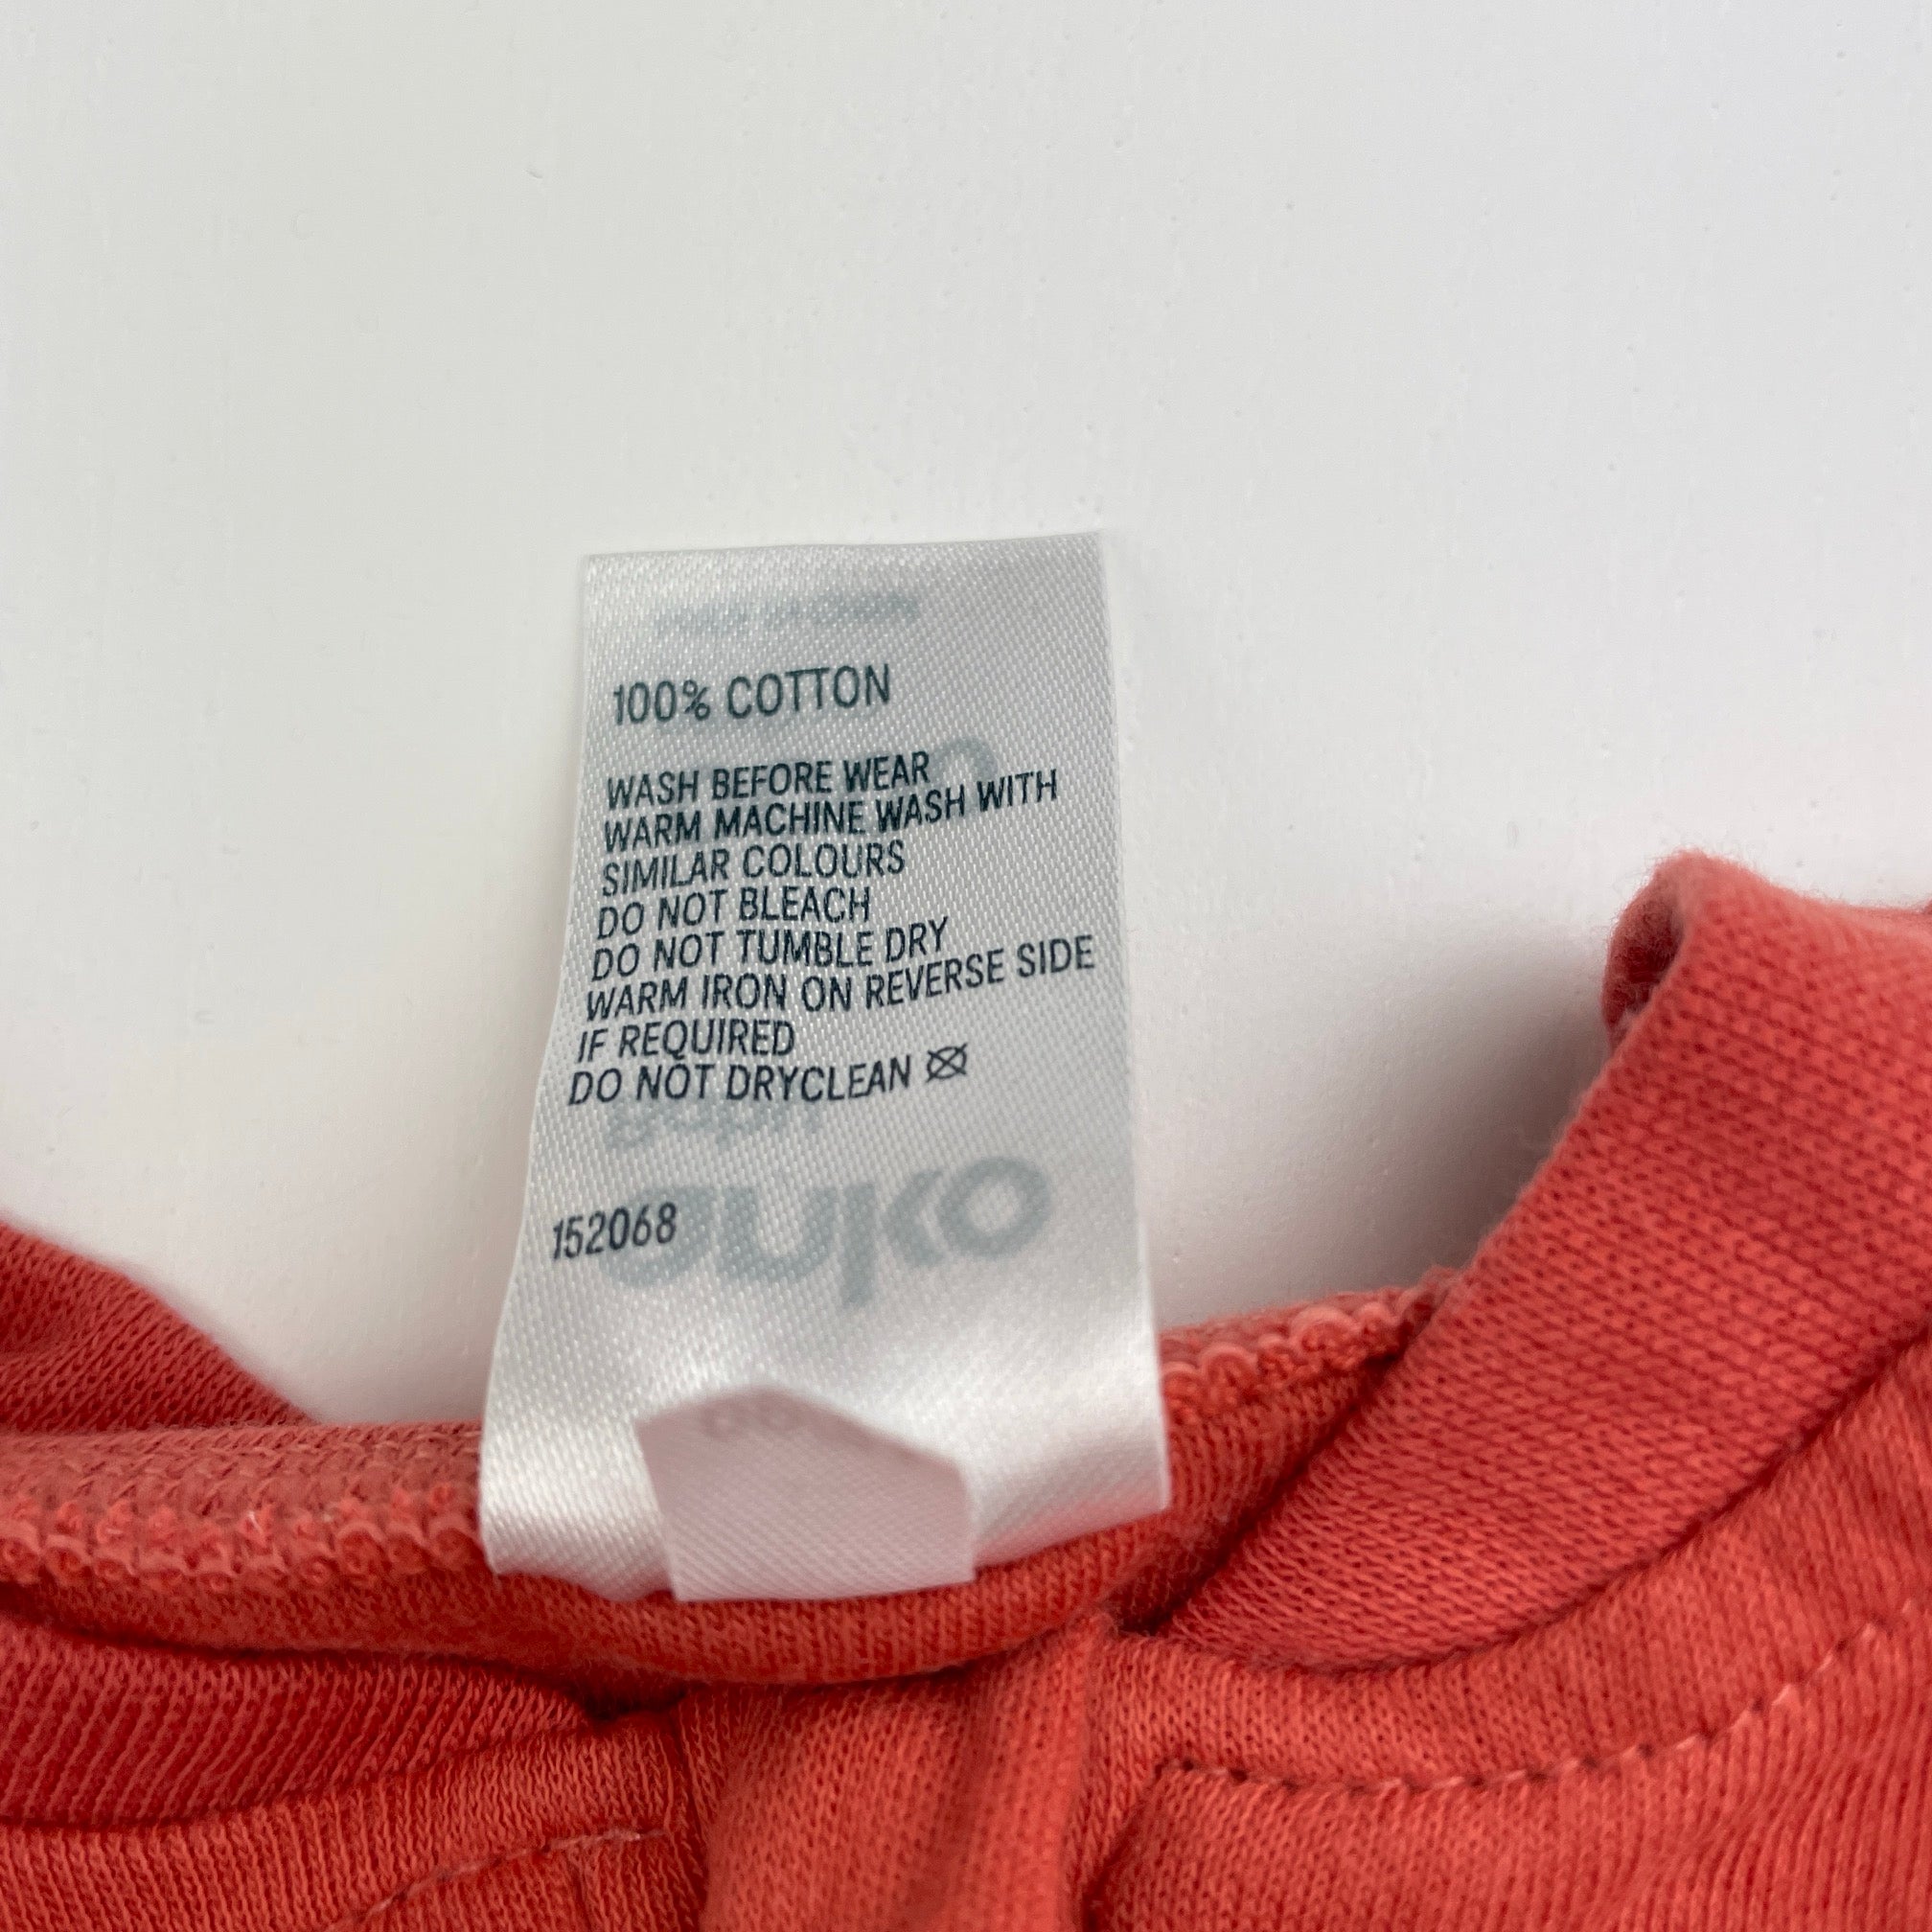 100% COTTON
WASH BEFORE WEAR
WARM MACHINE WASH WITH
SIMILAR COLOURS
DO NOT BLEACH
DO NOT TUMBLE DRY
WARM IRON ON REVERSE SIDE
IF REQUIRED
DO NOT DRYCLEAN
152068